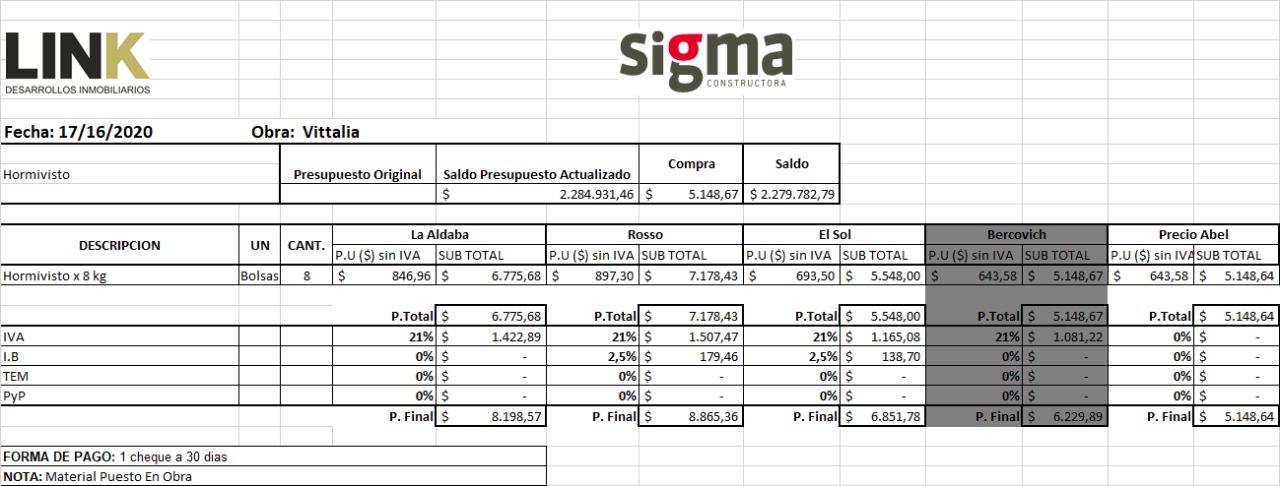 LINK
DESARROLLOS INMOBILIARIOS
sigma
CONSTRUCTORA
Fecha: 17/16/2020 Obra: Vittalia
Hormivisto Presupuesto Original Saldo Presupuesto Actualizado Compra Saldo
$ 2.284.931,46 $ 5.148,67 $ 2.279.782,79
DESCRIPCION UN CANT. La Aldaba Rosso El Sol Bercovich Precio Abel
P.U ($) sin IVA SUB TOTAL P.U ($) sin IVA SUB TOTAL P.U ($) sin IVA SUB TOTAL P.U ($) sin IVA SUB TOTAL P.U ($) sin IVA SUB TOTAL
Hormivisto x 8 kg Bolsas 8 $ 846,96 $ 6.775,68 $ 897,30 $ 7.178,43 $ 693,50 $ 5.548,00 $ 643,58 $ 5.148,67 $ 643,58 $ 5.148,64
P.Total $ 6.775,68 P.Total $ 7.178,43 P.Total $ 5.548,00 P.Total $ 5.148,67 P.Total $ 5.148,64
IVA 21% $ 1.422,89 21% $ 1.507,47 21% $ 1.165,08 21% $ 1.081,22 0% $ -
I.B 0% $ - 2,5% $ 179,46 2,5% $ 138,70 0% $ - 0% $ -
TEM 0% $ - 0% $ - 0% $ - 0% $ - 0% $ -
PyP 0% $ - 0% $ - 0% $ - 0% $ - 0% $ -
P. Final $ 8.198,57 P. Final $ 8.865,36 P. Final $ 6.851,78 P. Final $ 6.229,89 P. Final $ 5.148,64
FORMA DE PAGO: 1 cheque a 30 dias
NOTA: Material Puesto En Obra